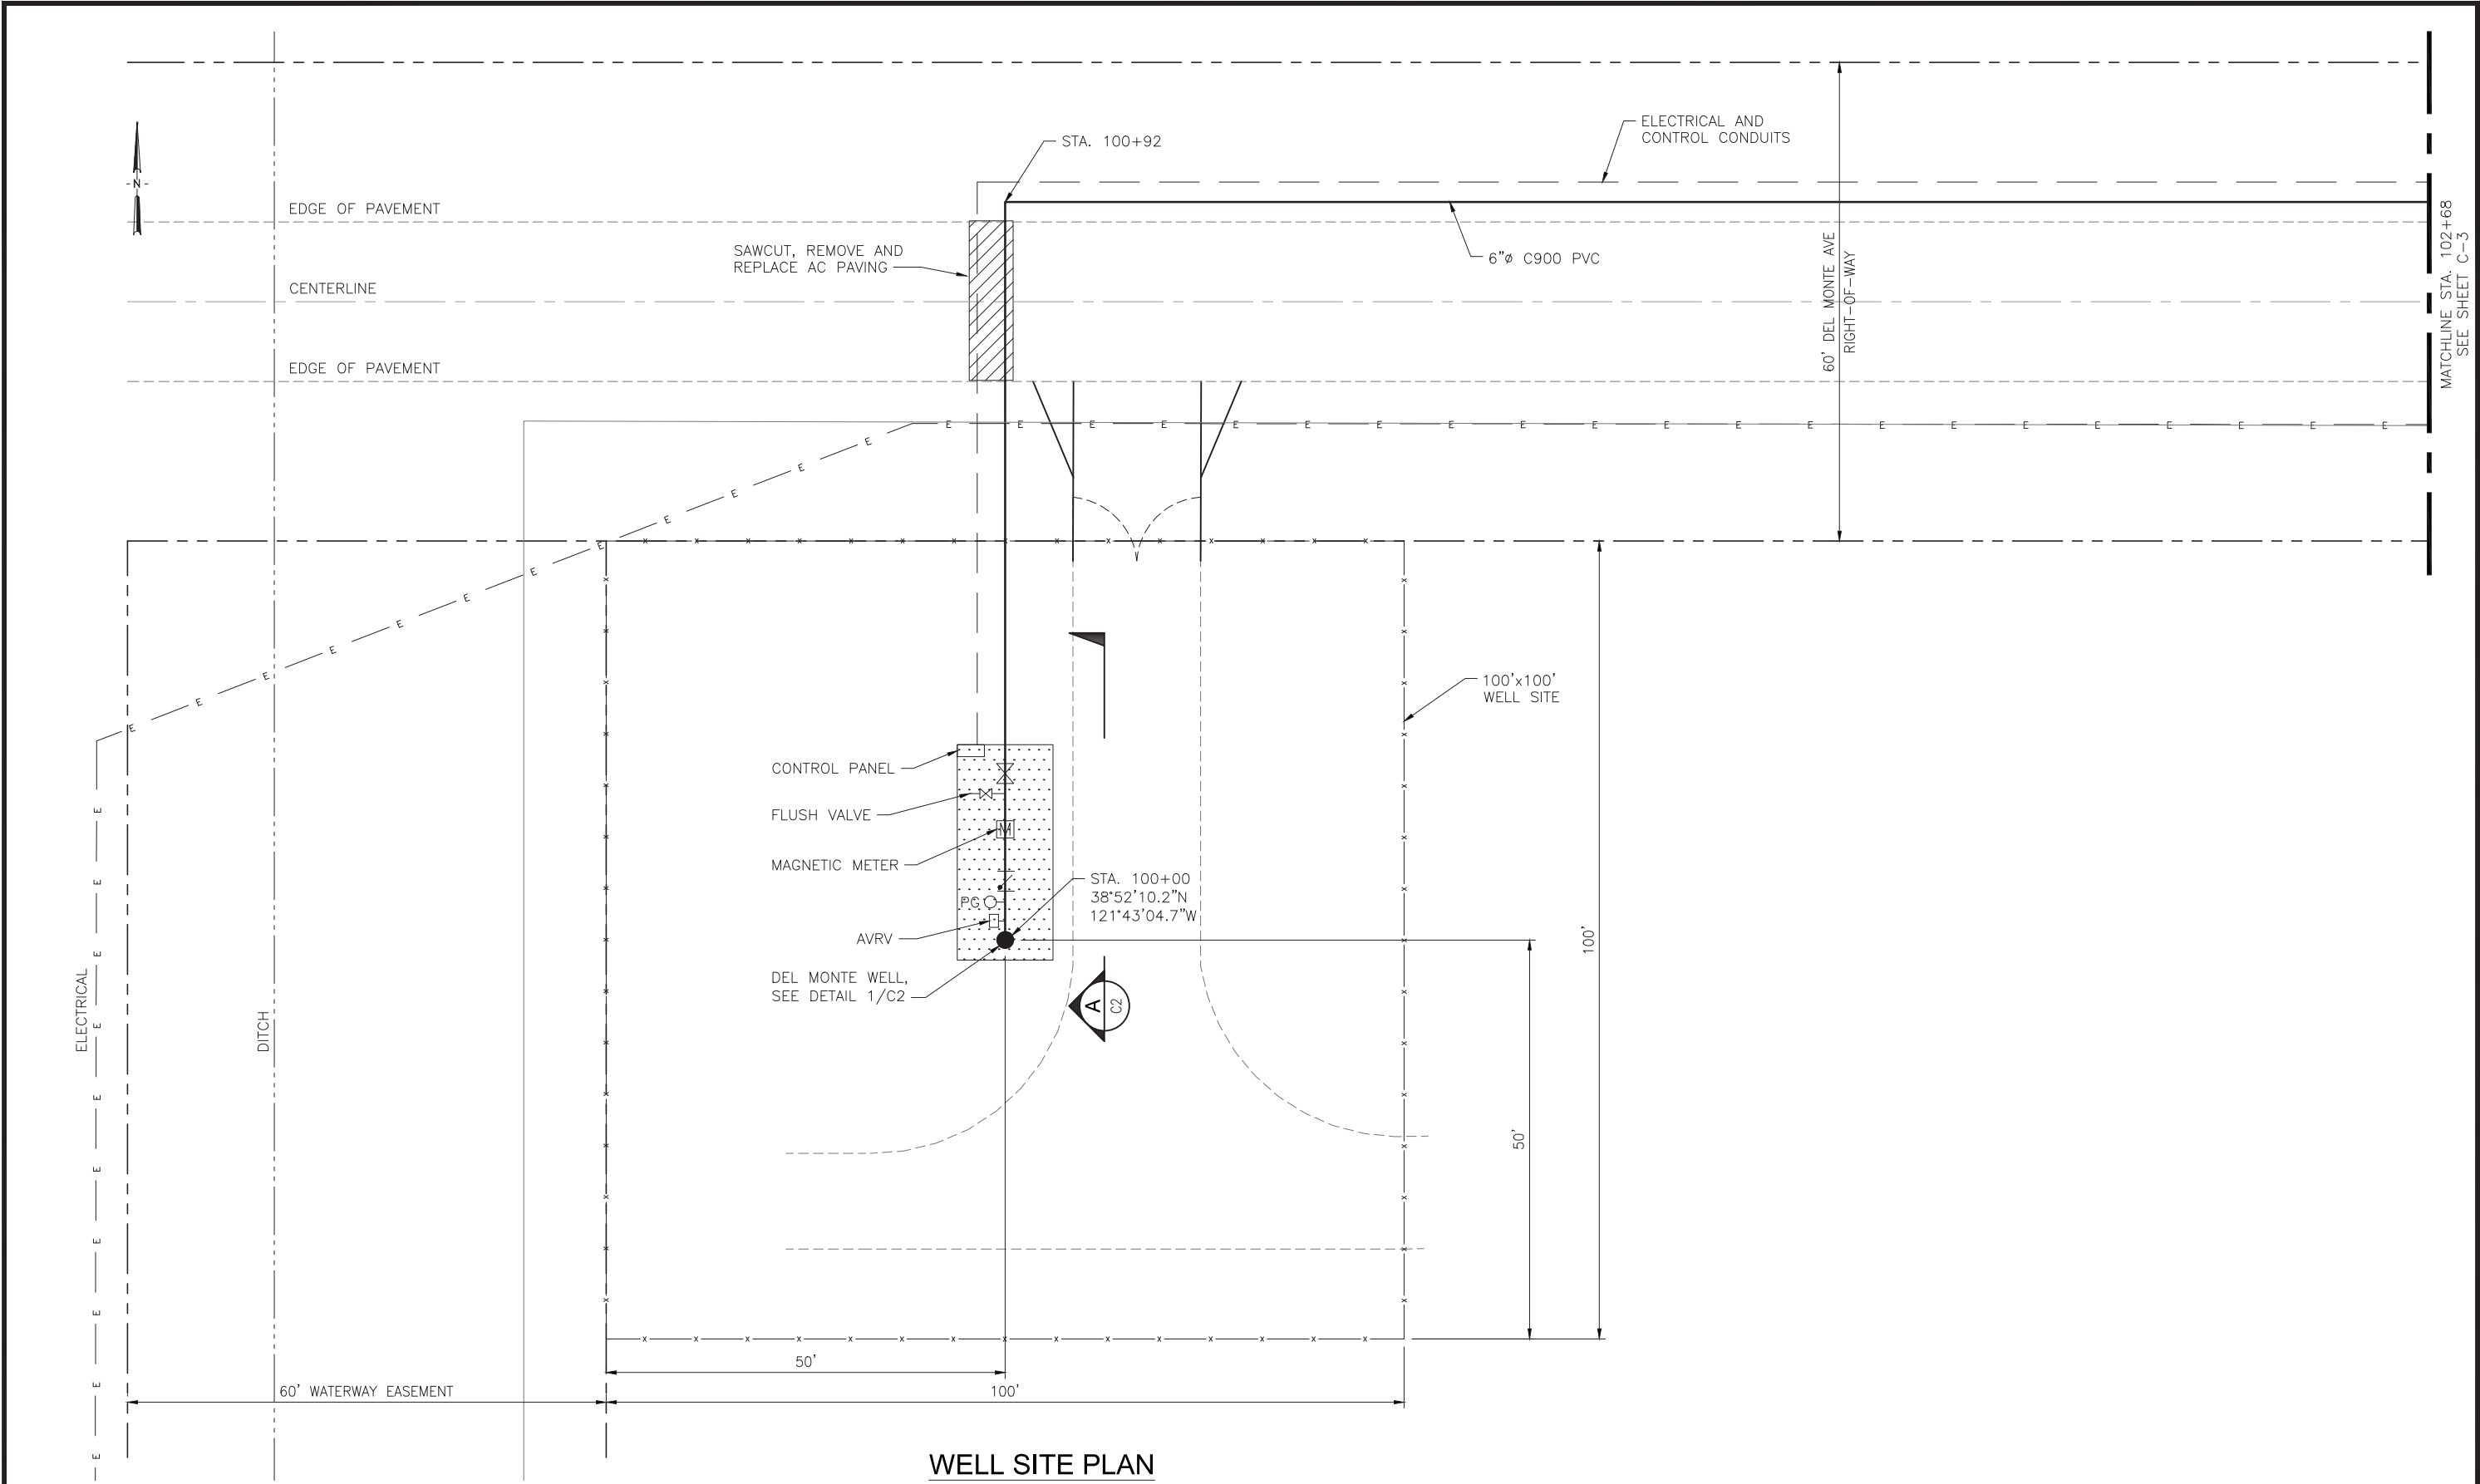 STA. 100+92
ELECTRICAL AND
CONTROL CONDUITS
-N-
EDGE OF PAVEMENT
SAWCUT, REMOVE AND
REPLACE AC PAVING
6"ø C900 PVC
CENTERLINE
EDGE OF PAVEMENT
60' DEL MONTE AVE
RIGHT-OF-WAY
MATCHLINE STA. 102+68
SEE SHEET C-3
100'x100'
WELL SITE
CONTROL PANEL
FLUSH VALVE
M
MAGNETIC METER
STA. 100+00
38°52'10.2"N
121°43'04.7"W
PG
AVRV
DEL MONTE WELL,
SEE DETAIL 1/C2
A
C2
ELECTRICAL
DITCH
100'
50'
50'
60' WATERWAY EASEMENT
100'
WELL SITE PLAN